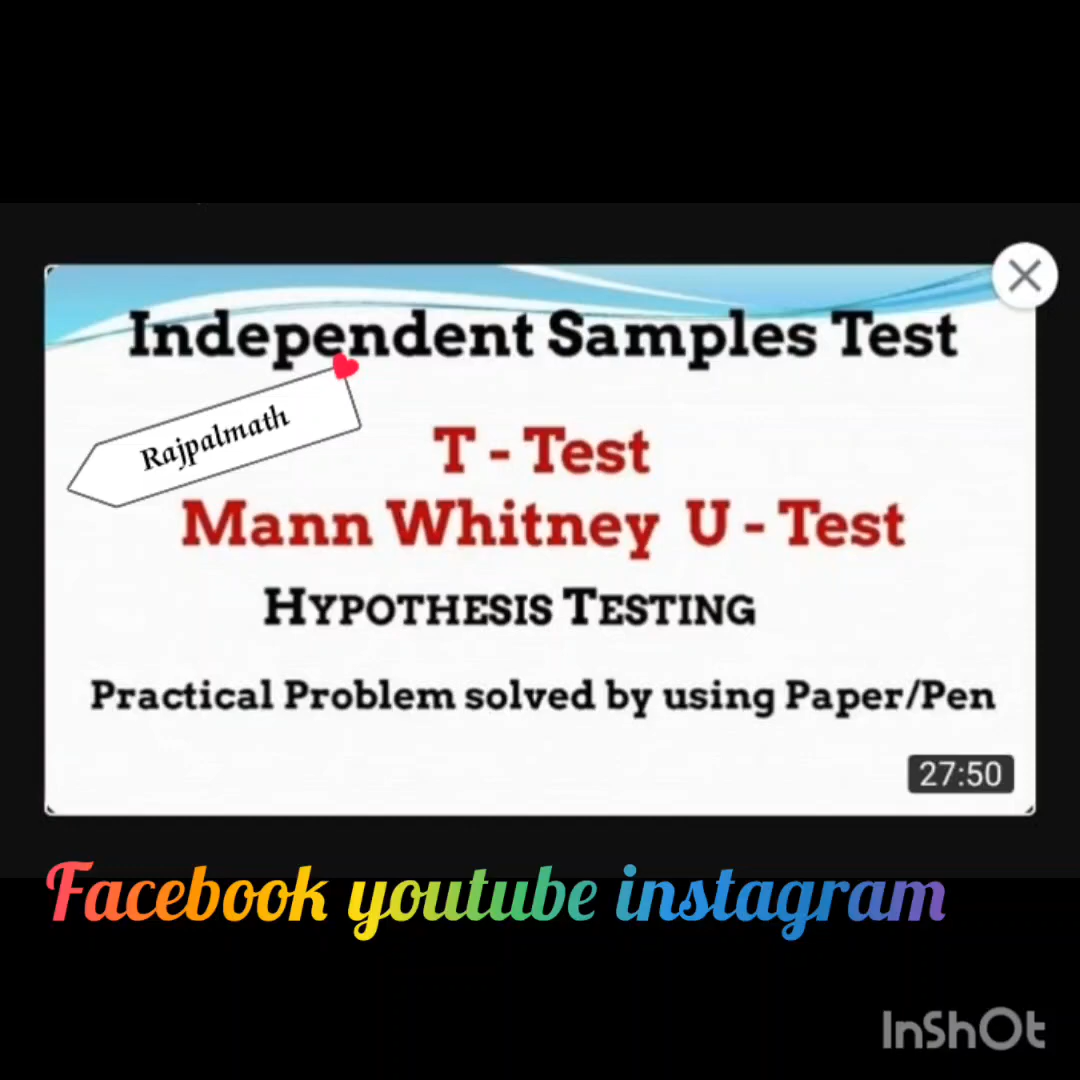 Independent Samples Test
Rajpalmath
T - Test
Mann Whitney U - Test
HYPOTHESIS TESTING
Practical Problem solved by using Paper/Pen
27:50
Facebook youtube instagram
InShOt